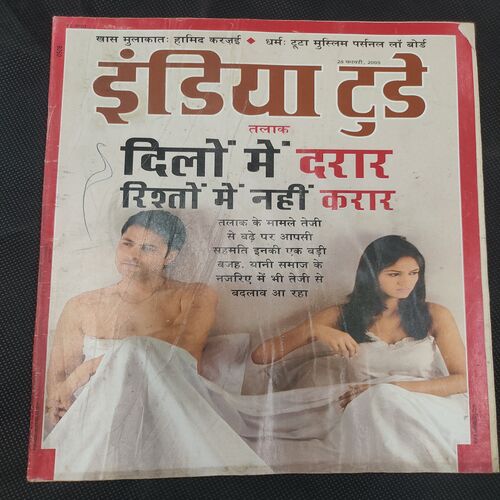 खास मुलाकातः हामिद करजई ◆ धर्मः टूटा मुस्लिम पर्सनल लॉ बोर्ड
इंडिया टुडे
तलाक
दिलों में दरार
रिश्तों में नहीं करार
तलाक के मामले तेजी
से बढ़े पर आपसी
सहमति इनकी एक बड़ी
वजह. यानी समाज के
नजरिए में भी तेजी से
बदलाव आ रहा